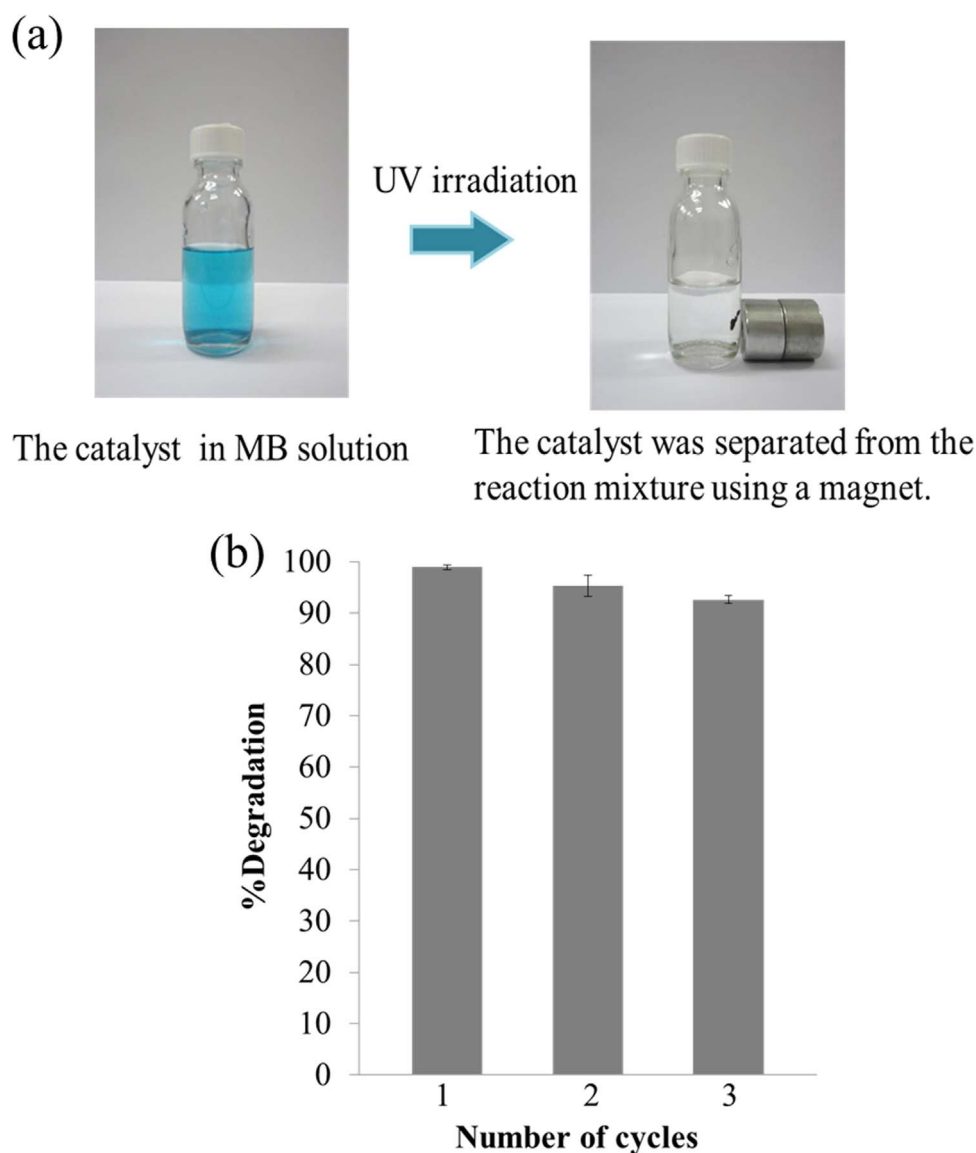 (a)
UV irradiation
The catalyst in MB solution
The catalyst was separated from the
reaction mixture using a magnet.
(b)
100
90
80
70
60
50
40
30
20
10
0
%Degradation
1 2 3
Number of cycles